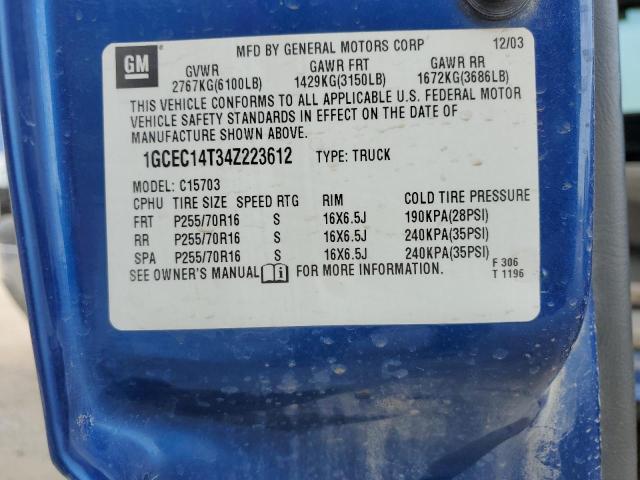 GM
MFD BY GENERAL MOTORS CORP 12/03
GVWR GAWR FRT GAWR RR
2767KG(6100LB) 1429KG(3150LB) 1672KG(3686LB)
THIS VEHICLE CONFORMS TO ALL APPLICABLE U.S. FEDERAL MOTOR
VEHICLE SAFETY STANDARDS IN EFFECT ON THE DATE OF
MANUFACTURE SHOWN ABOVE.
1GCEC14T34Z223612 TYPE: TRUCK
MODEL: C15703
CPHU TIRE SIZE SPEED RTG RIM COLD TIRE PRESSURE
FRT P255/70R16 S 16X6.5J 190KPA(28PSI)
RR P255/70R16 S 16X6.5J 240KPA(35PSI)
SPA P255/70R16 S 16X6.5J 240KPA(35PSI)
SEE OWNER'S MANUAL FOR MORE INFORMATION.
F 306
T 1196